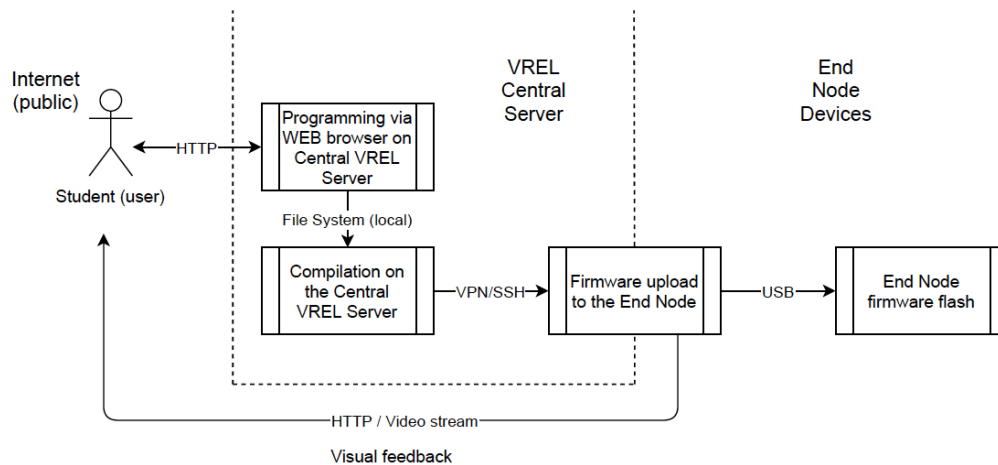 Internet
(public)
Student (user)
HTTP
Programming via
WEB browser on
Central VREL
Server
VREL
Central
Server
End
Node
Devices
File System (local)
Compilation on
the Central
VREL Server
VPN/SSH
Firmware upload
to the End Node
USB
End Node
firmware flash
HTTP / Video stream
Visual feedback